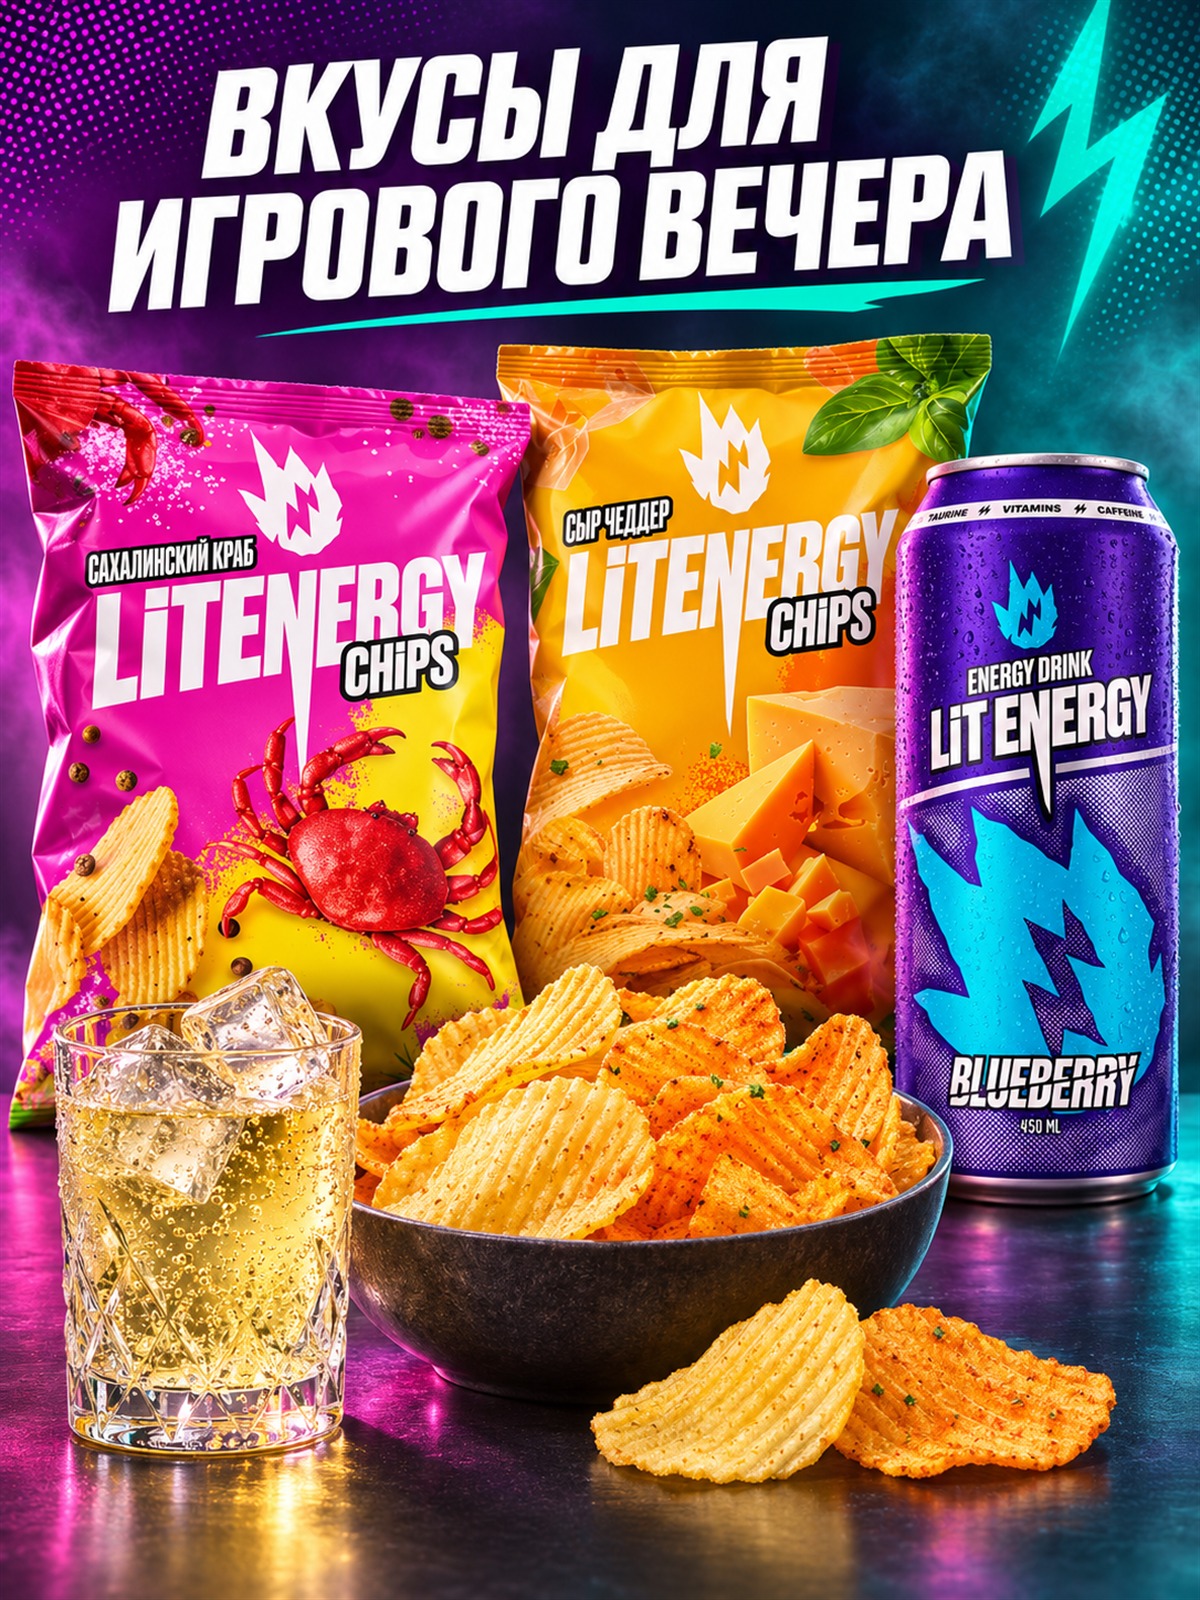 ВКУСЫ ДЛЯ
ИГРОВОГО ВЕЧЕРА
САХАЛИНСКИЙ КРАБ
LiTENERGY
CHiPS
СЫР ЧЕДДЕР
LiTENERGY
CHiPS
TAURINE VITAMINS CAFFEINE
ENERGY DRINK
LiT ENERGY
BLUEBERRY
450 ML